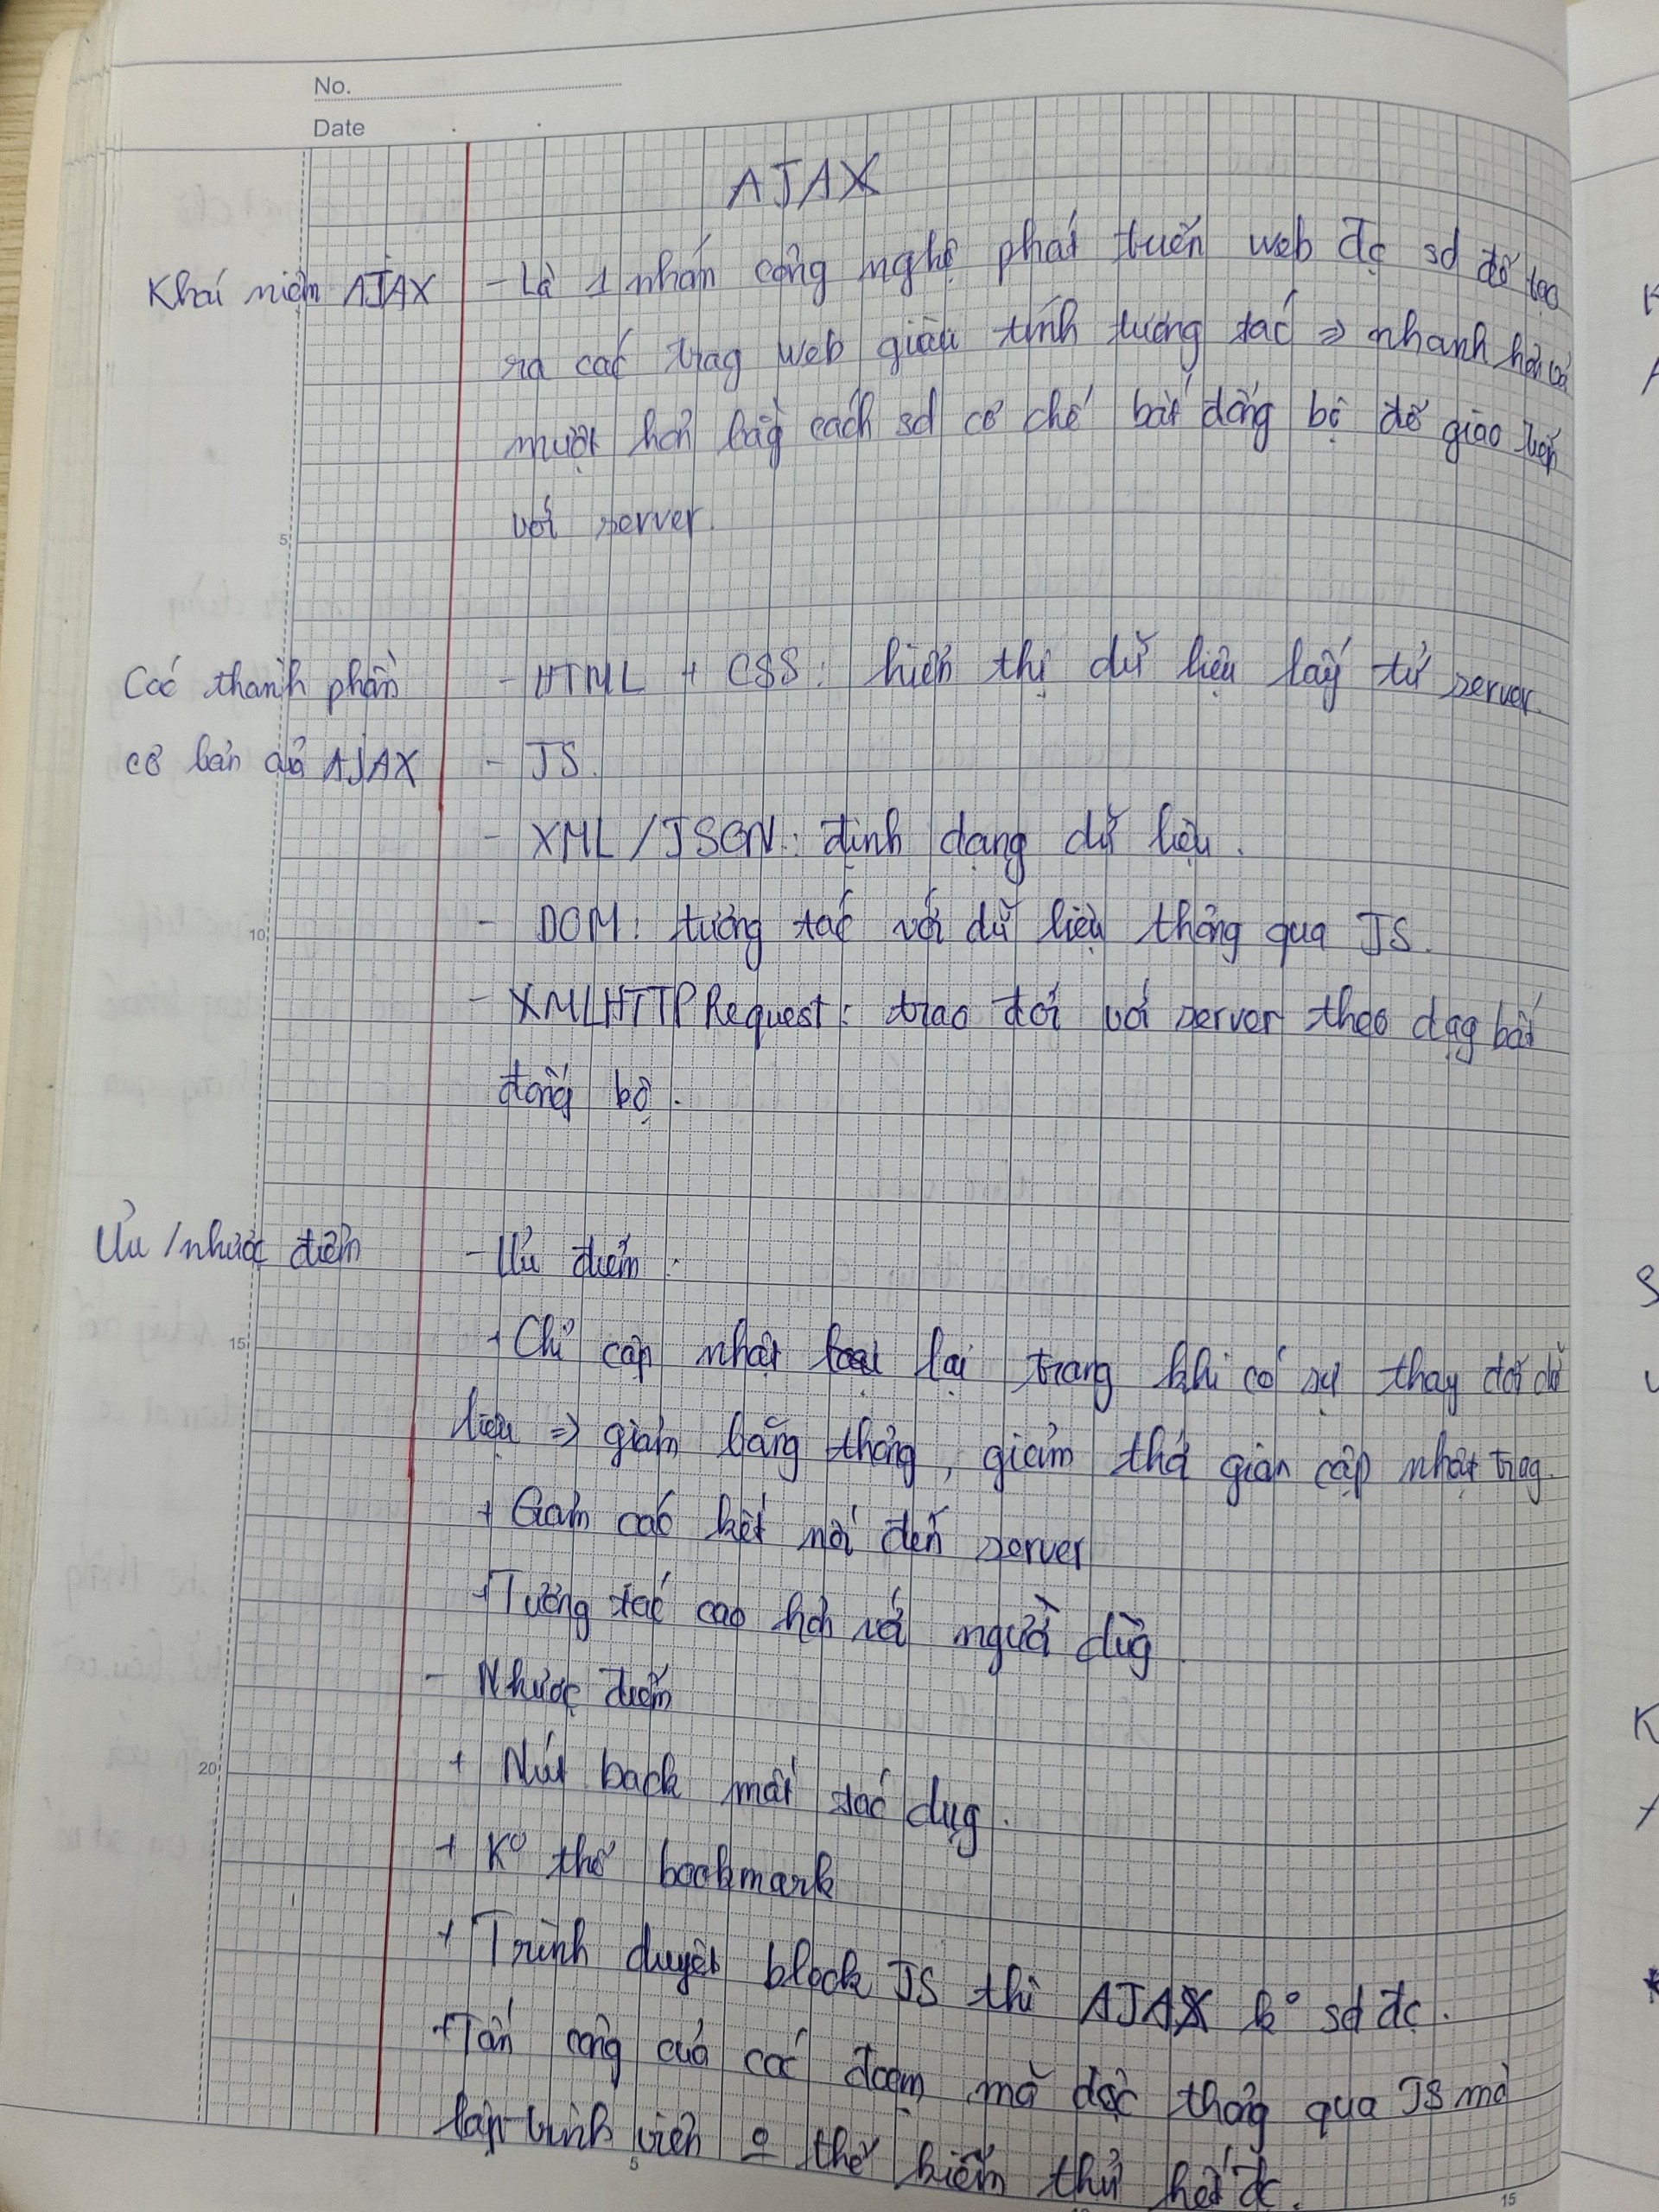 No.
Date
AJAX
Khái niệm AJAX - Là 1 nhóm công nghệ phát triển web đc sd để tạo
ra các trag web giàu tính tương tác => nhanh hơn và
mượt hơn bằg cách sd cơ chế bất đồng bộ để giao tiếp
với server.
5
Các thành phần - HTML + CSS: hiển thị dữ liệu lấy từ server.
cơ bản của AJAX - JS.
- XML/JSON: định dạng dữ liệu.
10 - DOM: tương tác với dữ liệu thông qua JS.
- XMLHTTPRequest: trao đổi với server theo dạg bất
đồng bộ.
Ưu/nhược điểm - Ưu điểm:
15 + Chỉ cập nhật lại trang khi có sự thay đổi dữ
liệu => giảm băng thông, giảm thời gian cập nhật trag.
+ Giảm các kết nối đến server
+ Tương tác cao hơn với người dùg
- Nhược điểm
20 + Nút back mất tác dụg.
+ K° thể bookmark
+ Trình duyệt block JS thì AJAX k° sd đc.
+ Tấn công của các đoạn mã độc thông qua JS mà
lập trình viên thể kiểm thử hết đc.
5 15